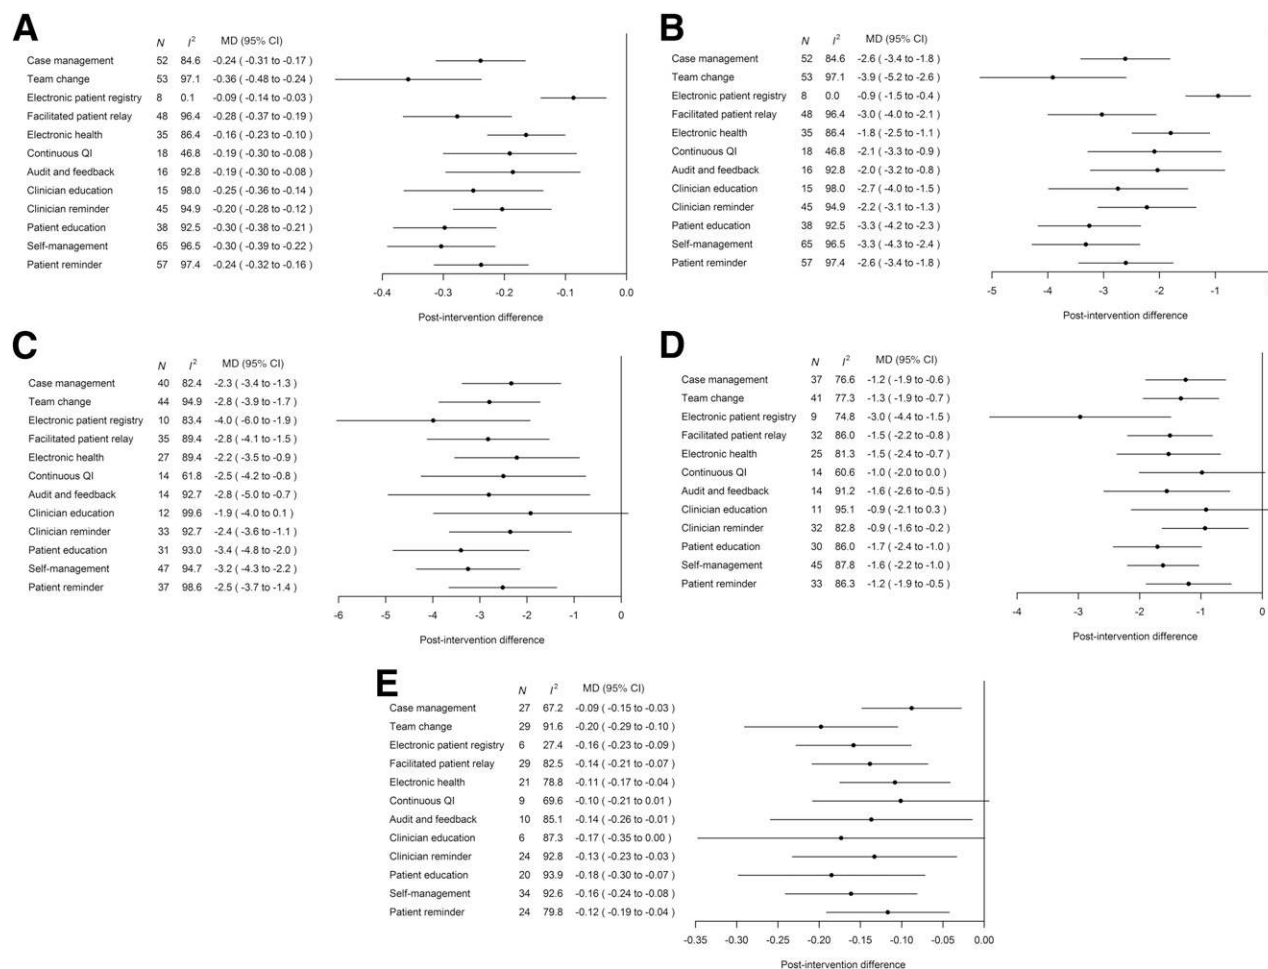 A
N I² MD (95% CI)
Case management 52 84.6 -0.24 ( -0.31 to -0.17 )
Team change 53 97.1 -0.36 ( -0.48 to -0.24 )
Electronic patient registry 8 0.1 -0.09 ( -0.14 to -0.03 )
Facilitated patient relay 48 96.4 -0.28 ( -0.37 to -0.19 )
Electronic health 35 86.4 -0.16 ( -0.23 to -0.10 )
Continuous QI 18 46.8 -0.19 ( -0.30 to -0.08 )
Audit and feedback 16 92.8 -0.19 ( -0.30 to -0.08 )
Clinician education 15 98.0 -0.25 ( -0.36 to -0.14 )
Clinician reminder 45 94.9 -0.20 ( -0.28 to -0.12 )
Patient education 38 92.5 -0.30 ( -0.38 to -0.21 )
Self-management 65 96.5 -0.30 ( -0.39 to -0.22 )
Patient reminder 57 97.4 -0.24 ( -0.32 to -0.16 )
-0.4 -0.3 -0.2 -0.1 0.0
Post-intervention difference
B
N I² MD (95% CI)
Case management 52 84.6 -2.6 ( -3.4 to -1.8 )
Team change 53 97.1 -3.9 ( -5.2 to -2.6 )
Electronic patient registry 8 0.0 -0.9 ( -1.5 to -0.4 )
Facilitated patient relay 48 96.4 -3.0 ( -4.0 to -2.1 )
Electronic health 35 86.4 -1.8 ( -2.5 to -1.1 )
Continuous QI 18 46.8 -2.1 ( -3.3 to -0.9 )
Audit and feedback 16 92.8 -2.0 ( -3.2 to -0.8 )
Clinician education 15 98.0 -2.7 ( -4.0 to -1.5 )
Clinician reminder 45 94.9 -2.2 ( -3.1 to -1.3 )
Patient education 38 92.5 -3.3 ( -4.2 to -2.3 )
Self-management 65 96.5 -3.3 ( -4.3 to -2.4 )
Patient reminder 57 97.4 -2.6 ( -3.4 to -1.8 )
-5 -4 -3 -2 -1
Post-intervention difference
C
N I² MD (95% CI)
Case management 40 82.4 -2.3 ( -3.4 to -1.3 )
Team change 44 94.9 -2.8 ( -3.9 to -1.7 )
Electronic patient registry 10 83.4 -4.0 ( -6.0 to -1.9 )
Facilitated patient relay 35 89.4 -2.8 ( -4.1 to -1.5 )
Electronic health 27 89.4 -2.2 ( -3.5 to -0.9 )
Continuous QI 14 61.8 -2.5 ( -4.2 to -0.8 )
Audit and feedback 14 92.7 -2.8 ( -5.0 to -0.7 )
Clinician education 12 99.6 -1.9 ( -4.0 to 0.1 )
Clinician reminder 33 92.7 -2.4 ( -3.6 to -1.1 )
Patient education 31 93.0 -3.4 ( -4.8 to -2.0 )
Self-management 47 94.7 -3.2 ( -4.3 to -2.2 )
Patient reminder 37 98.6 -2.5 ( -3.7 to -1.4 )
-6 -5 -4 -3 -2 -1 0
Post-intervention difference
D
N I² MD (95% CI)
Case management 37 76.6 -1.2 ( -1.9 to -0.6 )
Team change 41 77.3 -1.3 ( -1.9 to -0.7 )
Electronic patient registry 9 74.8 -3.0 ( -4.4 to -1.5 )
Facilitated patient relay 32 86.0 -1.5 ( -2.2 to -0.8 )
Electronic health 25 81.3 -1.5 ( -2.4 to -0.7 )
Continuous QI 14 60.6 -1.0 ( -2.0 to 0.0 )
Audit and feedback 14 91.2 -1.6 ( -2.6 to -0.5 )
Clinician education 11 95.1 -0.9 ( -2.1 to 0.3 )
Clinician reminder 32 82.8 -0.9 ( -1.6 to -0.2 )
Patient education 30 86.0 -1.7 ( -2.4 to -1.0 )
Self-management 45 87.8 -1.6 ( -2.2 to -1.0 )
Patient reminder 33 86.3 -1.2 ( -1.9 to -0.5 )
-4 -3 -2 -1 0
Post-intervention difference
E
N I² MD (95% CI)
Case management 27 67.2 -0.09 ( -0.15 to -0.03 )
Team change 29 91.6 -0.20 ( -0.29 to -0.10 )
Electronic patient registry 6 27.4 -0.16 ( -0.23 to -0.09 )
Facilitated patient relay 29 82.5 -0.14 ( -0.21 to -0.07 )
Electronic health 21 78.8 -0.11 ( -0.17 to -0.04 )
Continuous QI 9 69.6 -0.10 ( -0.21 to 0.01 )
Audit and feedback 10 85.1 -0.14 ( -0.26 to -0.01 )
Clinician education 6 87.3 -0.17 ( -0.35 to 0.00 )
Clinician reminder 24 92.8 -0.13 ( -0.23 to -0.03 )
Patient education 20 93.9 -0.18 ( -0.30 to -0.07 )
Self-management 34 92.6 -0.16 ( -0.24 to -0.08 )
Patient reminder 24 79.8 -0.12 ( -0.19 to -0.04 )
-0.35 -0.30 -0.25 -0.20 -0.15 -0.10 -0.05 0.00
Post-intervention difference